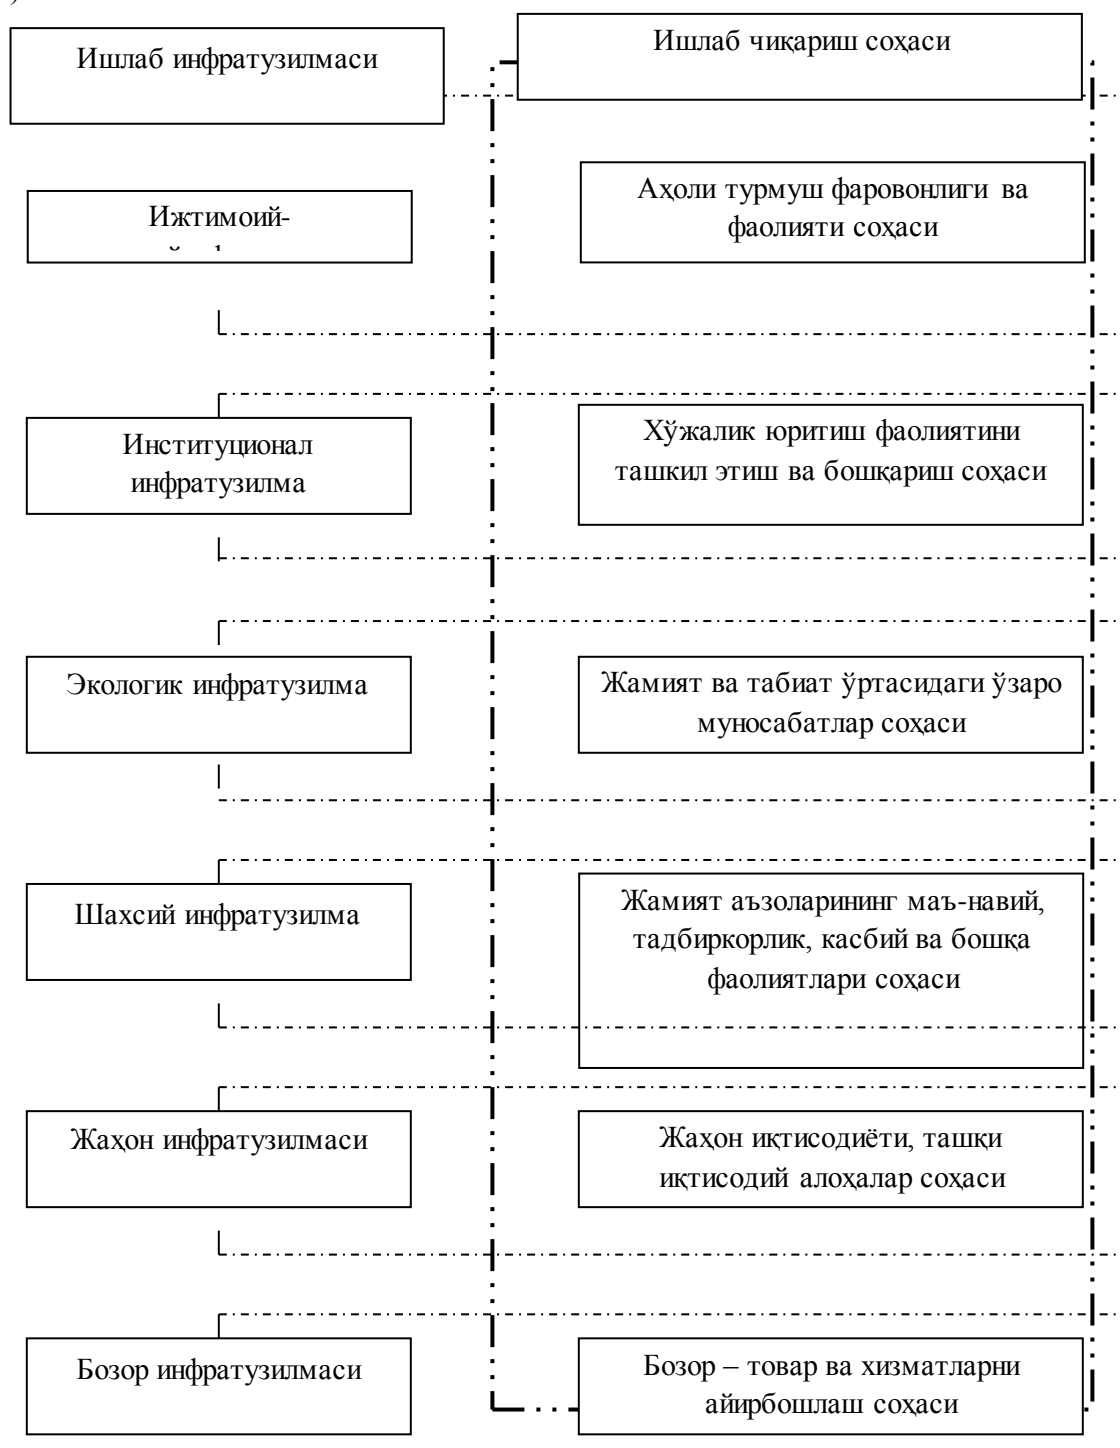 Ишлаб инфратузилмаси
Ишлаб чиқариш соҳаси
Ижтимоий-
Аҳоли турмуш фаровонлиги ва
фаолияти соҳаси
Институционал
инфратузилма
Хўжалик юритиш фаолиятини
ташкил этиш ва бошқариш соҳаси
Экологик инфратузилма
Жамият ва табиат ўртасидаги ўзаро
муносабатлар соҳаси
Шахсий инфратузилма
Жамият аъзоларининг маъ-навий,
тадбиркорлик, касбий ва бошқа
фаолиятлари соҳаси
Жаҳон инфратузилмаси
Жаҳон иқтисодиёти, ташқи
иқтисодий алоҳалар соҳаси
Бозор инфратузилмаси
Бозор – товар ва хизматларни
айирбошлаш соҳаси